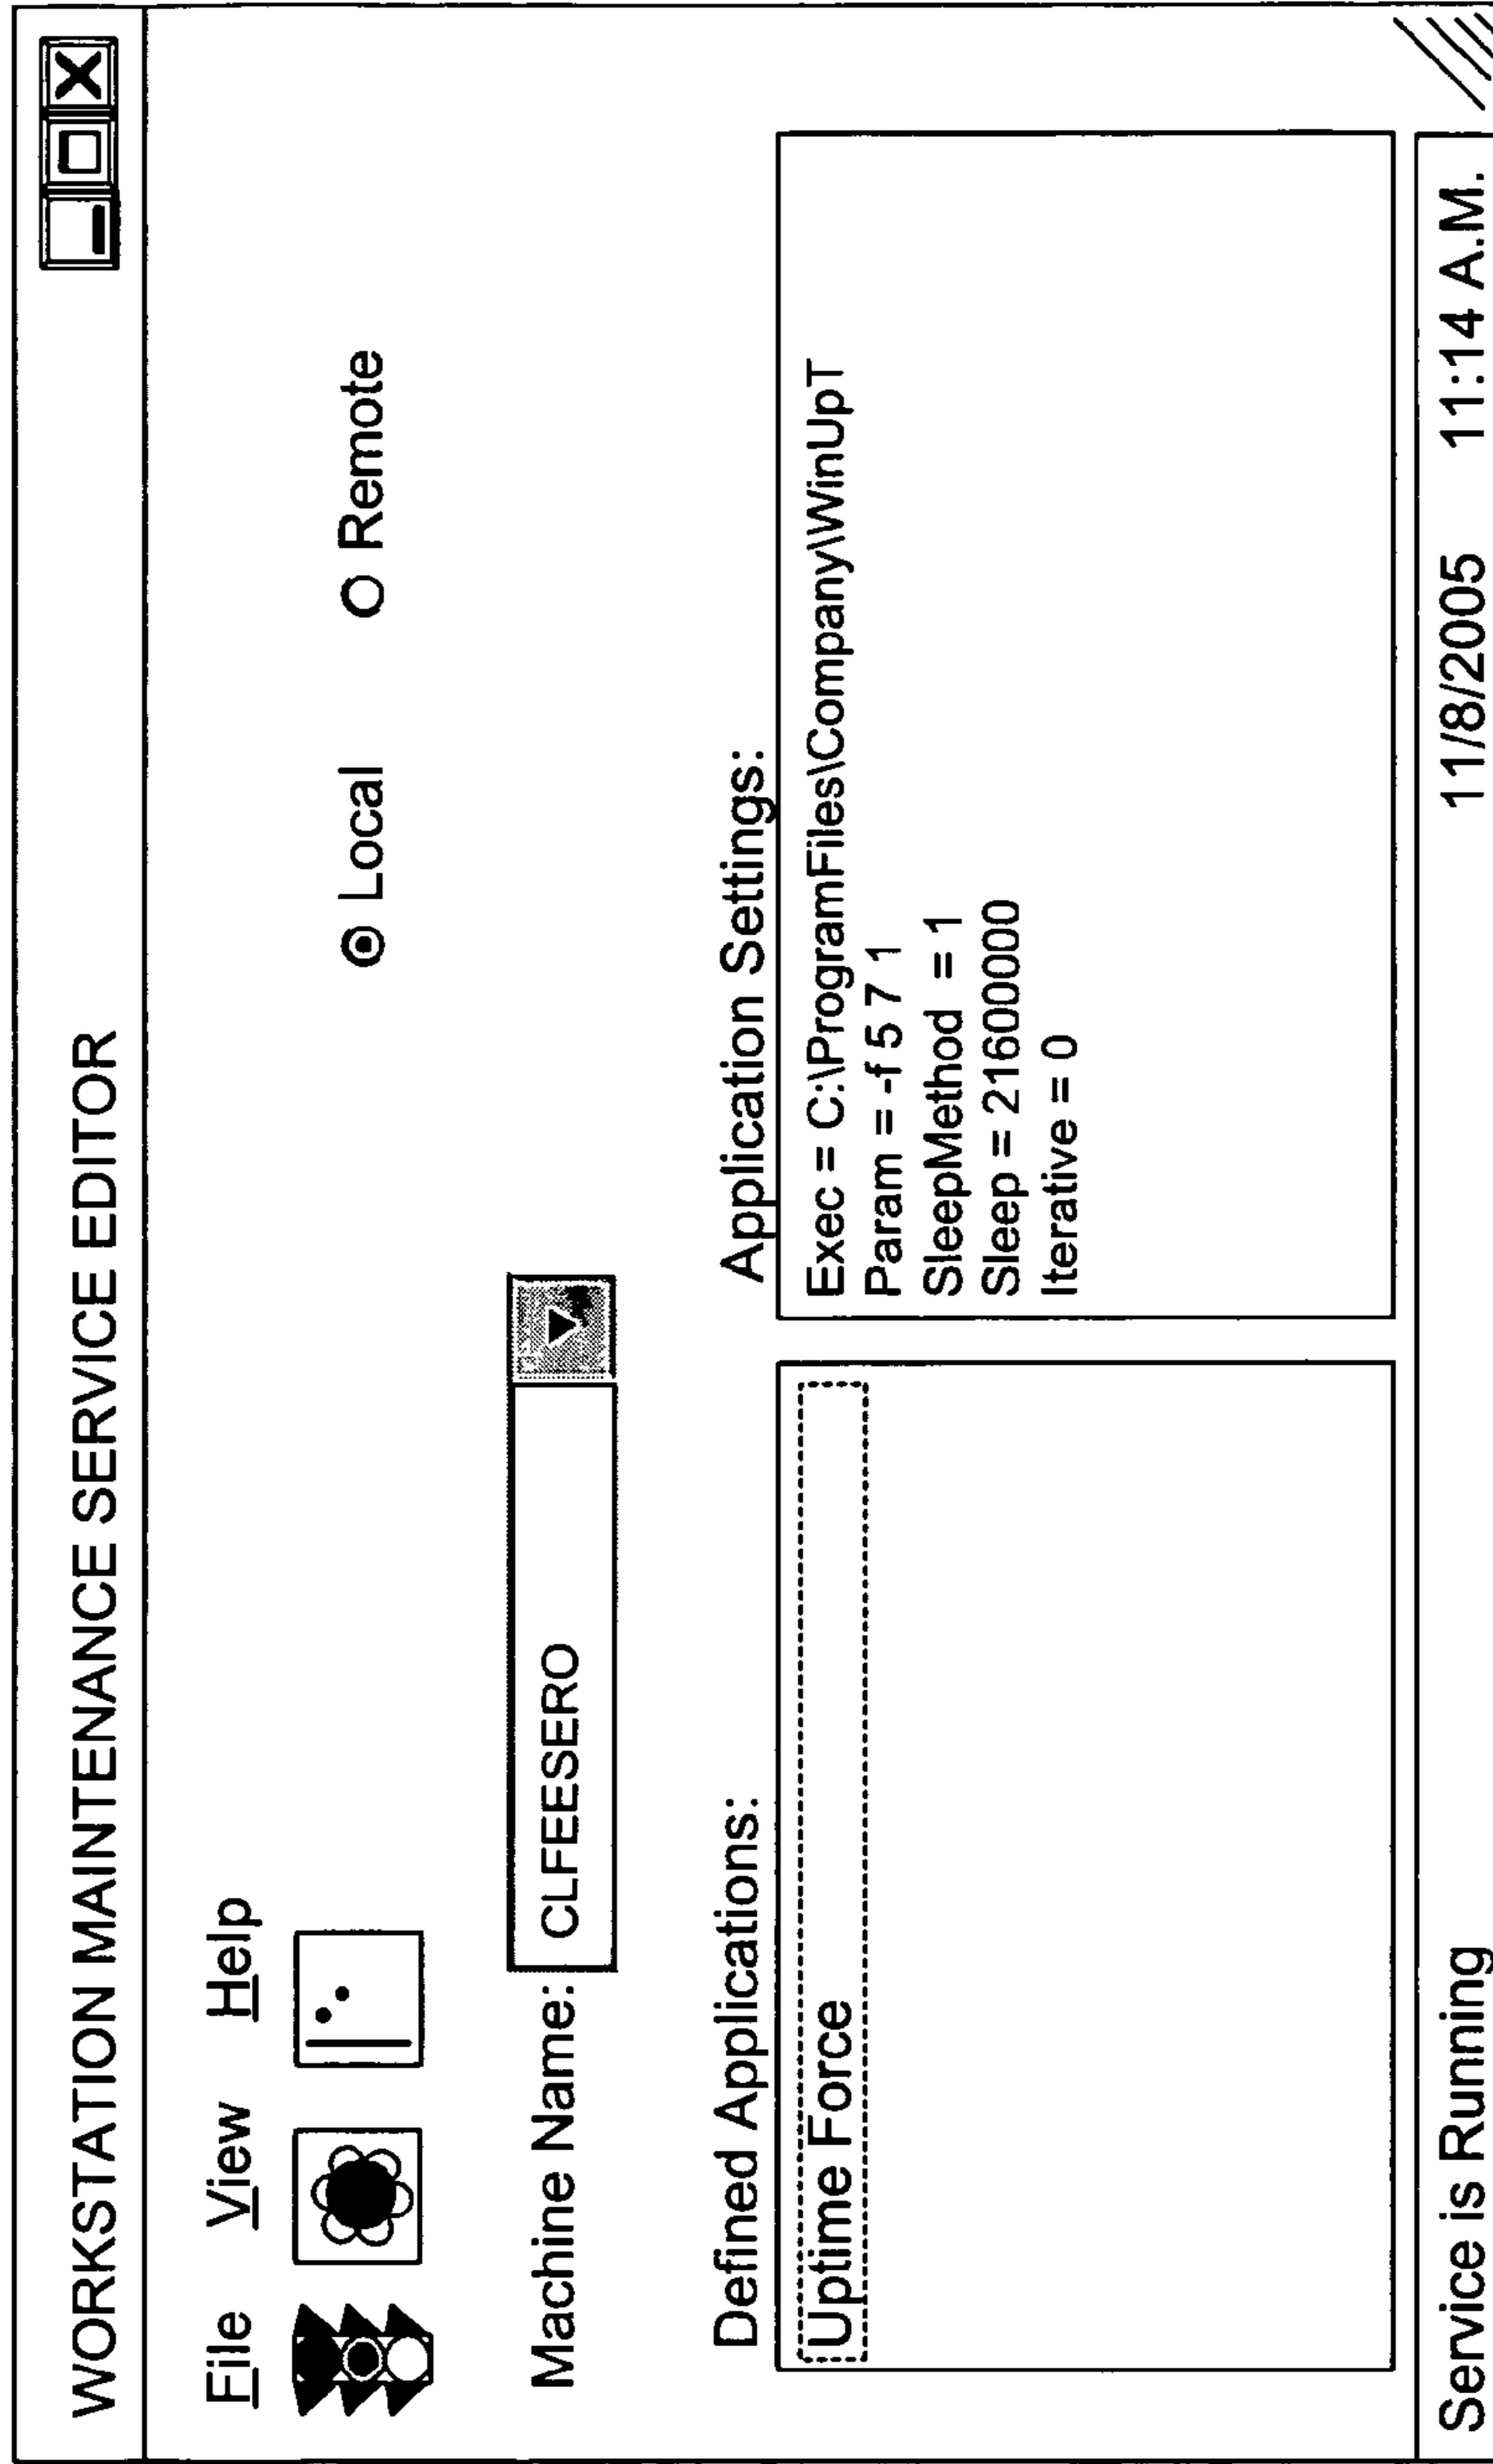 WORKSTATION MAINTENANCE SERVICE EDITOR
File View Help
Local Remote
Machine Name: CLFEESERO
Defined Applications:
Uptime Force
Application Settings:
Exec = C:\ProgramFiles\Company\WinUpT
Param = -f 5 7 1
SleepMethod = 1
Sleep = 21600000
Iterative = 0
Service is Running 11/8/2005 11:14 A.M.